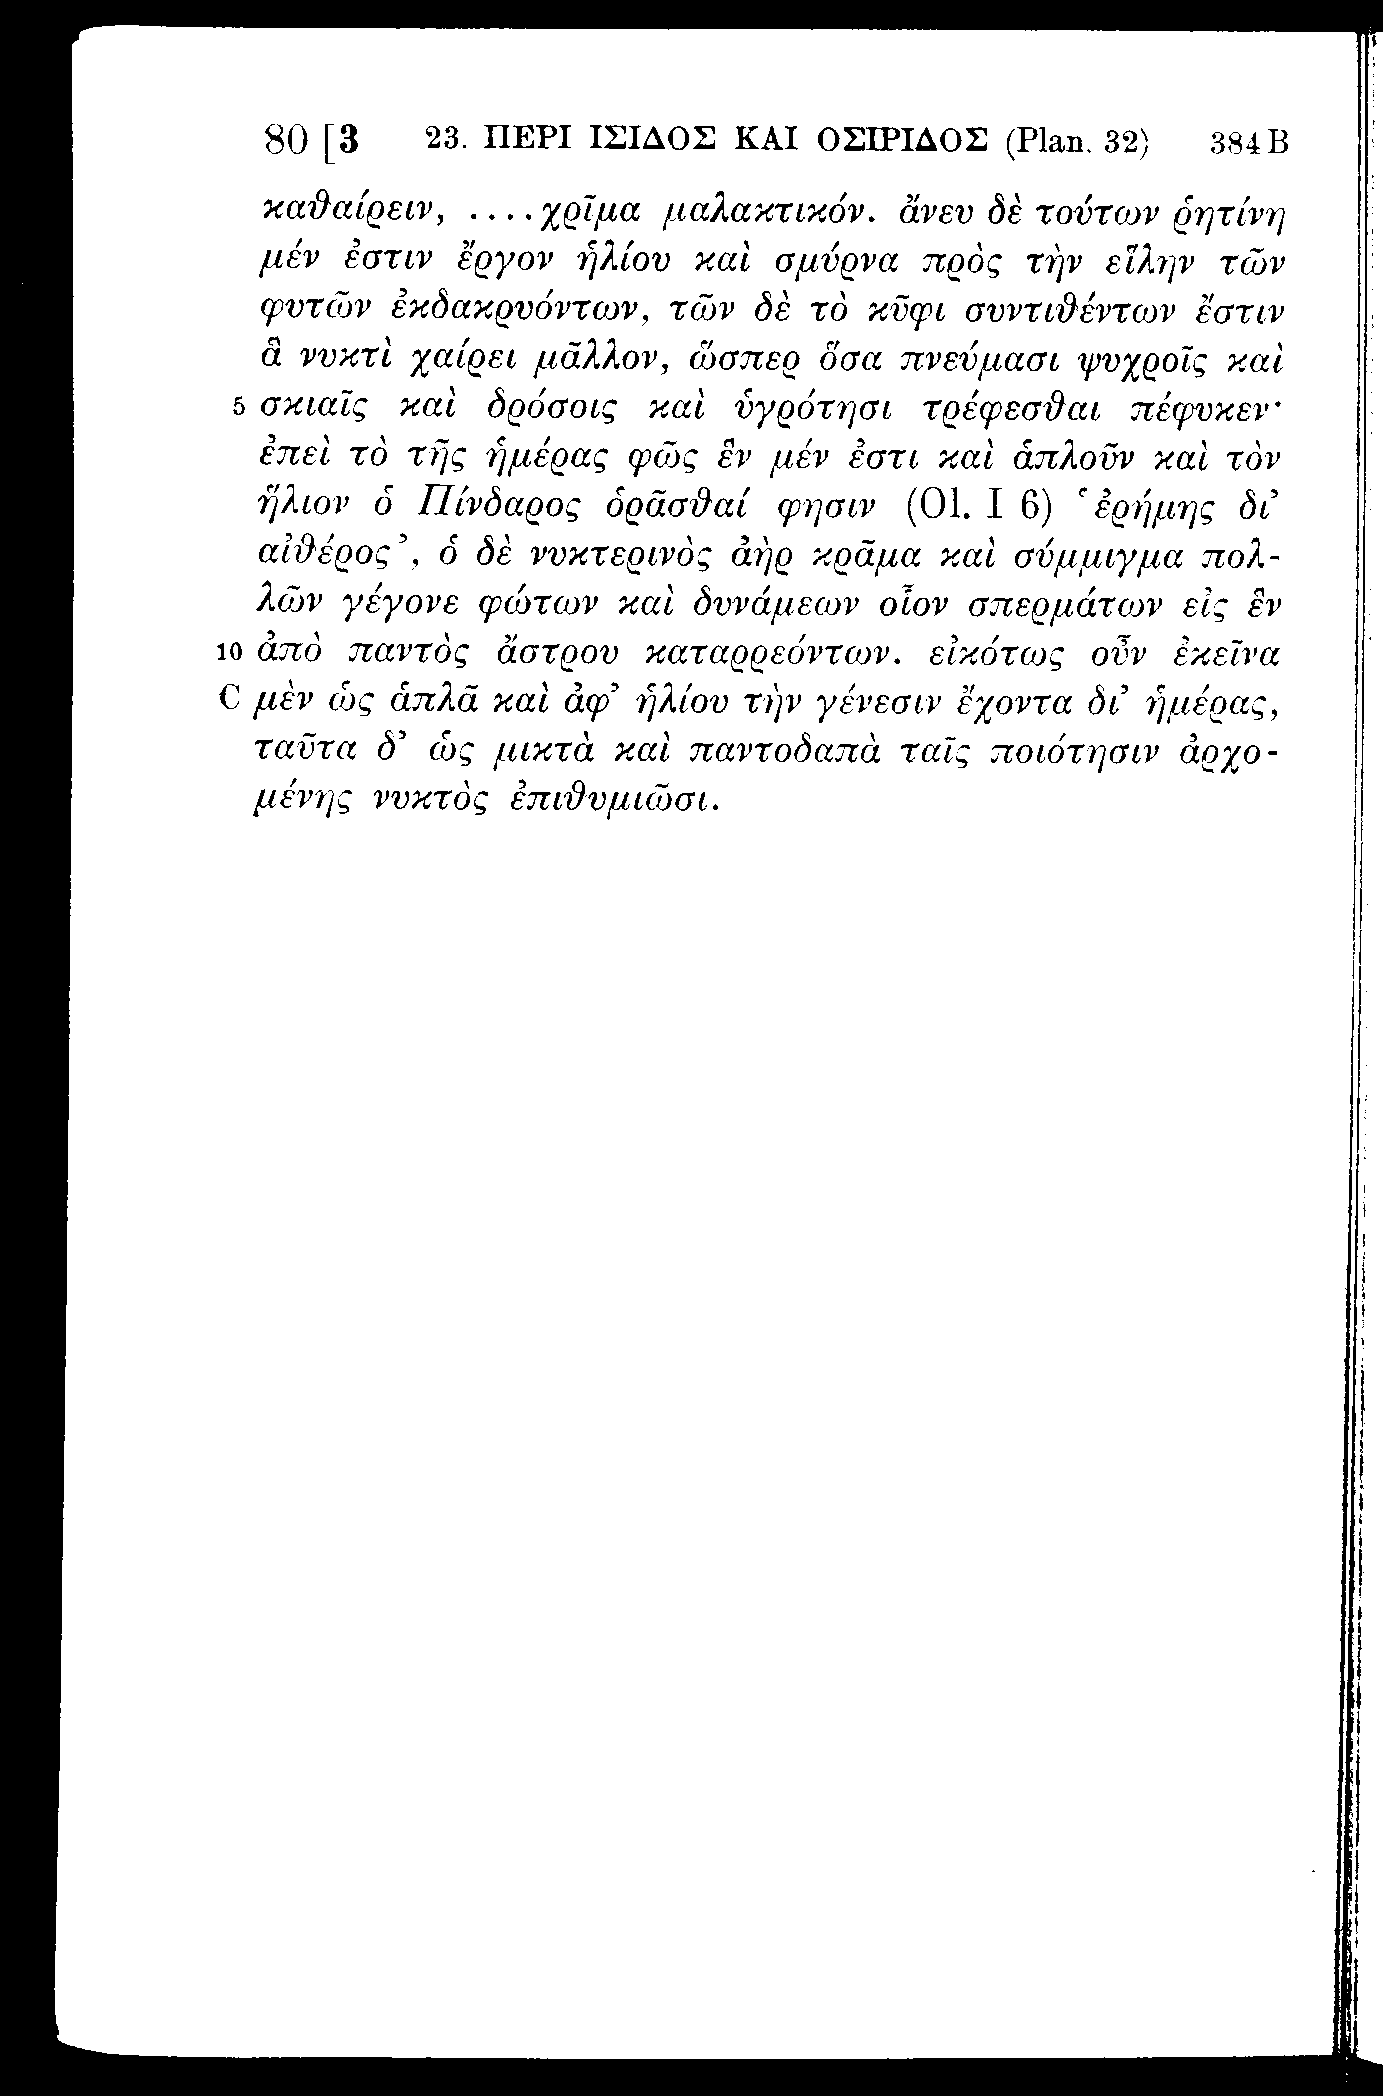 80 [3 23. ΠΕΡΙ ΙΣΙΔΟΣ ΚΑΙ ΟΣΙΡΙΔΟΣ (Plan. 32) 384 B
καθαίρειν, .... χρῖμα μαλακτικόν. ἄνευ δὲ τούτων ῥητίνη
μέν ἐστιν ἔργον ἡλίου καὶ σμύρνα πρὸς τὴν εἵλην τῶν
φυτῶν ἐκδακρυόντων, τῶν δὲ τὸ κῦφι συντιθέντων ἔστιν
ἃ νυκτὶ χαίρει μᾶλλον, ὥσπερ ὅσα πνεύμασι ψυχροῖς καὶ
5 σκιαῖς καὶ δρόσοις καὶ ὑγρότησι τρέφεσθαι πέφυκεν·
ἐπεὶ τὸ τῆς ἡμέρας φῶς ἓν μέν ἐστι καὶ ἁπλοῦν καὶ τὸν
ἥλιον ὁ Πίνδαρος ὁρᾶσθαί φησιν (Ol. I 6) ‘ἐρήμης δι’
αἰθέρος’, ὁ δὲ νυκτερινὸς ἀὴρ κρᾶμα καὶ σύμμιγμα πολ-
λῶν γέγονε φώτων καὶ δυνάμεων οἷον σπερμάτων εἰς ἓν
10 ἀπὸ παντὸς ἄστρου καταρρεόντων. εἰκότως οὖν ἐκεῖνα
C μὲν ὡς ἁπλᾶ καὶ ἀφ’ ἡλίου τὴν γένεσιν ἔχοντα δι’ ἡμέρας,
ταῦτα δ’ ὡς μικτὰ καὶ παντοδαπὰ ταῖς ποιότησιν ἀρχο-
μένης νυκτὸς ἐπιθυμιῶσι.